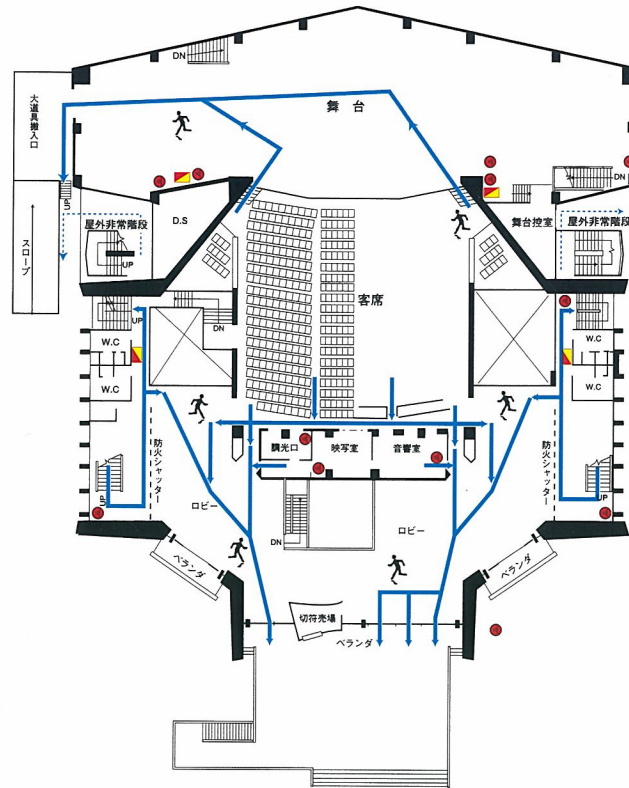 DN
大道具搬入口
舞 台
DN
UP
D.S
屋外非常階段
舞台控室
屋外非常階段
スロープ
UP
客席
UP
DN
W.C
W.C
W.C
W.C
調光口
映写室
音響室
防火シャッター
防火シャッター
UP
UP
ロビー
ロビー
DN
ベランダ
ベランダ
切符売場
ベランダ